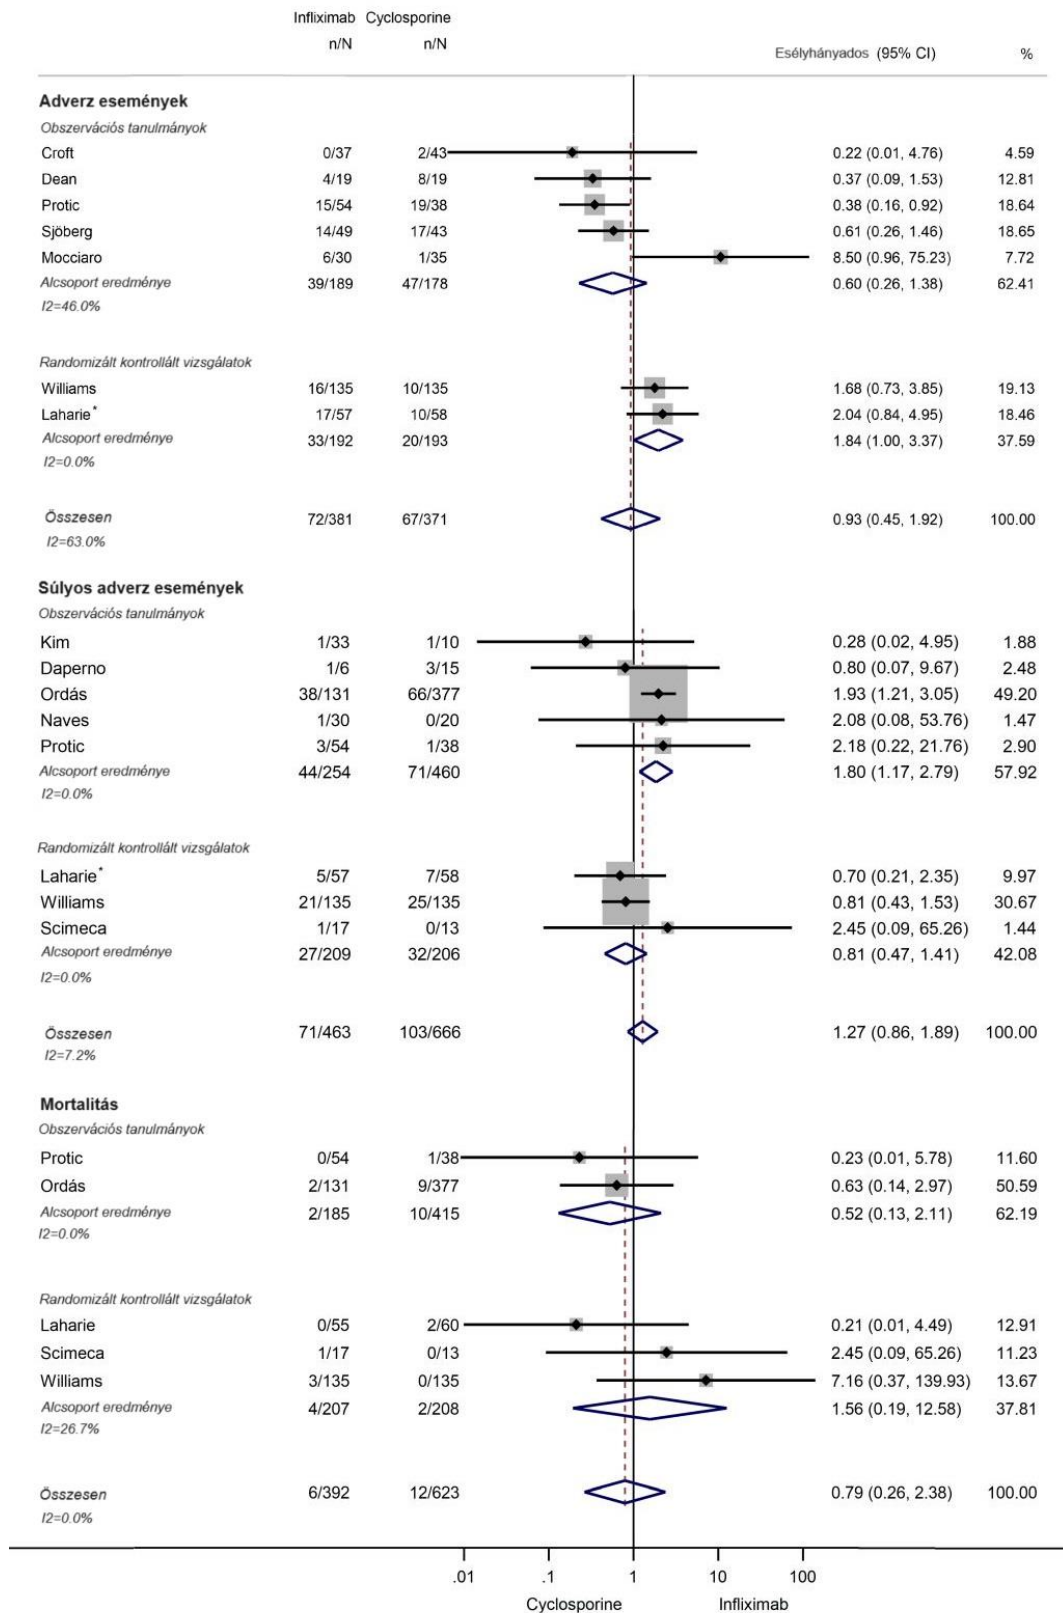 Infliximab Cyclosporine
n/N n/N
Esélyhányados (95% CI) %
Adverz események
Obszervációs tanulmányok
Croft 0/37 2/43 0.22 (0.01, 4.76) 4.59
Dean 4/19 8/19 0.37 (0.09, 1.53) 12.81
Protic 15/54 19/38 0.38 (0.16, 0.92) 18.64
Sjöberg 14/49 17/43 0.61 (0.26, 1.46) 18.65
Mocciaro 6/30 1/35 8.50 (0.96, 75.23) 7.72
Alcsoport eredménye 39/189 47/178 0.60 (0.26, 1.38) 62.41
I2=46.0%
Randomizált kontrollált vizsgálatok
Williams 16/135 10/135 1.68 (0.73, 3.85) 19.13
Laharie* 17/57 10/58 2.04 (0.84, 4.95) 18.46
Alcsoport eredménye 33/192 20/193 1.84 (1.00, 3.37) 37.59
I2=0.0%
Összesen 72/381 67/371 0.93 (0.45, 1.92) 100.00
I2=63.0%
Súlyos adverz események
Obszervációs tanulmányok
Kim 1/33 1/10 0.28 (0.02, 4.95) 1.88
Daperno 1/6 3/15 0.80 (0.07, 9.67) 2.48
Ordás 38/131 66/377 1.93 (1.21, 3.05) 49.20
Naves 1/30 0/20 2.08 (0.08, 53.76) 1.47
Protic 3/54 1/38 2.18 (0.22, 21.76) 2.90
Alcsoport eredménye 44/254 71/460 1.80 (1.17, 2.79) 57.92
I2=0.0%
Randomizált kontrollált vizsgálatok
Laharie* 5/57 7/58 0.70 (0.21, 2.35) 9.97
Williams 21/135 25/135 0.81 (0.43, 1.53) 30.67
Scimeca 1/17 0/13 2.45 (0.09, 65.26) 1.44
Alcsoport eredménye 27/209 32/206 0.81 (0.47, 1.41) 42.08
I2=0.0%
Összesen 71/463 103/666 1.27 (0.86, 1.89) 100.00
I2=7.2%
Mortalitás
Obszervációs tanulmányok
Protic 0/54 1/38 0.23 (0.01, 5.78) 11.60
Ordás 2/131 9/377 0.63 (0.14, 2.97) 50.59
Alcsoport eredménye 2/185 10/415 0.52 (0.13, 2.11) 62.19
I2=0.0%
Randomizált kontrollált vizsgálatok
Laharie 0/55 2/60 0.21 (0.01, 4.49) 12.91
Scimeca 1/17 0/13 2.45 (0.09, 65.26) 11.23
Williams 3/135 0/135 7.16 (0.37, 139.93) 13.67
Alcsoport eredménye 4/207 2/208 1.56 (0.19, 12.58) 37.81
I2=26.7%
Összesen 6/392 12/623 0.79 (0.26, 2.38) 100.00
I2=0.0%
.01 .1 1 10 100
Cyclosporine Infliximab